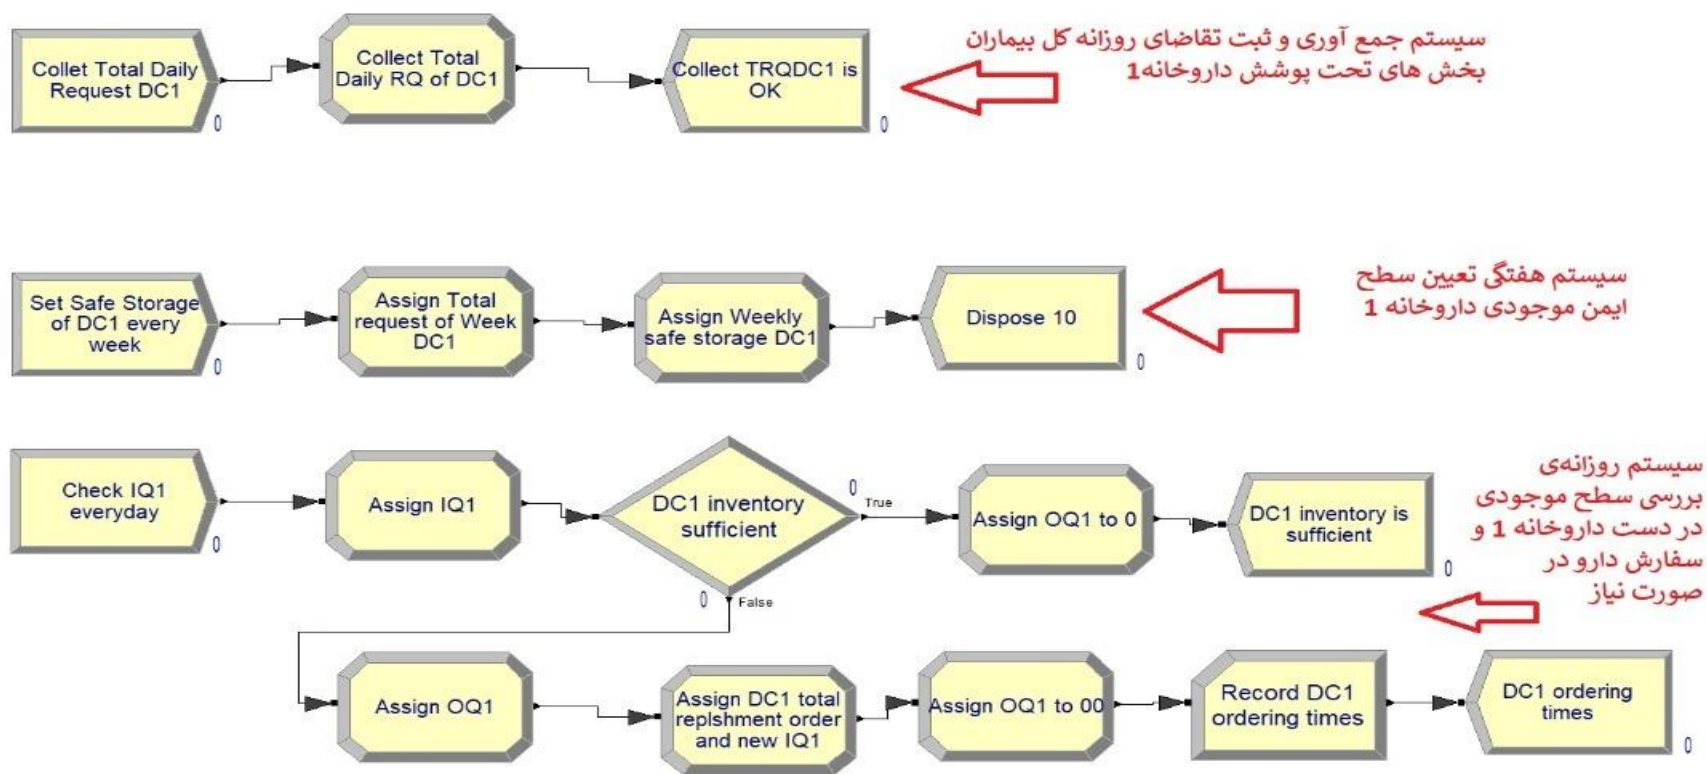 Collet Total Daily
Request DC1
0
Collect Total
Daily RQ of DC1
Collect TRQDC1 is
OK
0
سیستم جمع آوری و ثبت تقاضای روزانه کل بیماران
بخش های تحت پوشش داروخانه1
Set Safe Storage
of DC1 every
week
0
Assign Total
request of Week
DC1
Assign Weekly
safe storage DC1
Dispose 10
0
سیستم هفتگی تعیین سطح
ایمن موجودی داروخانه 1
Check IQ1
everyday
0
Assign IQ1
DC1 inventory
sufficient
0
True
0
False
Assign OQ1 to 0
DC1 inventory is
sufficient
0
سیستم روزانه‌ی
بررسی سطح موجودی
در دست داروخانه 1 و
سفارش دارو در
صورت نیاز
Assign OQ1
Assign DC1 total
replshment order
and new IQ1
Assign OQ1 to 00
Record DC1
ordering times
DC1 ordering
times
0